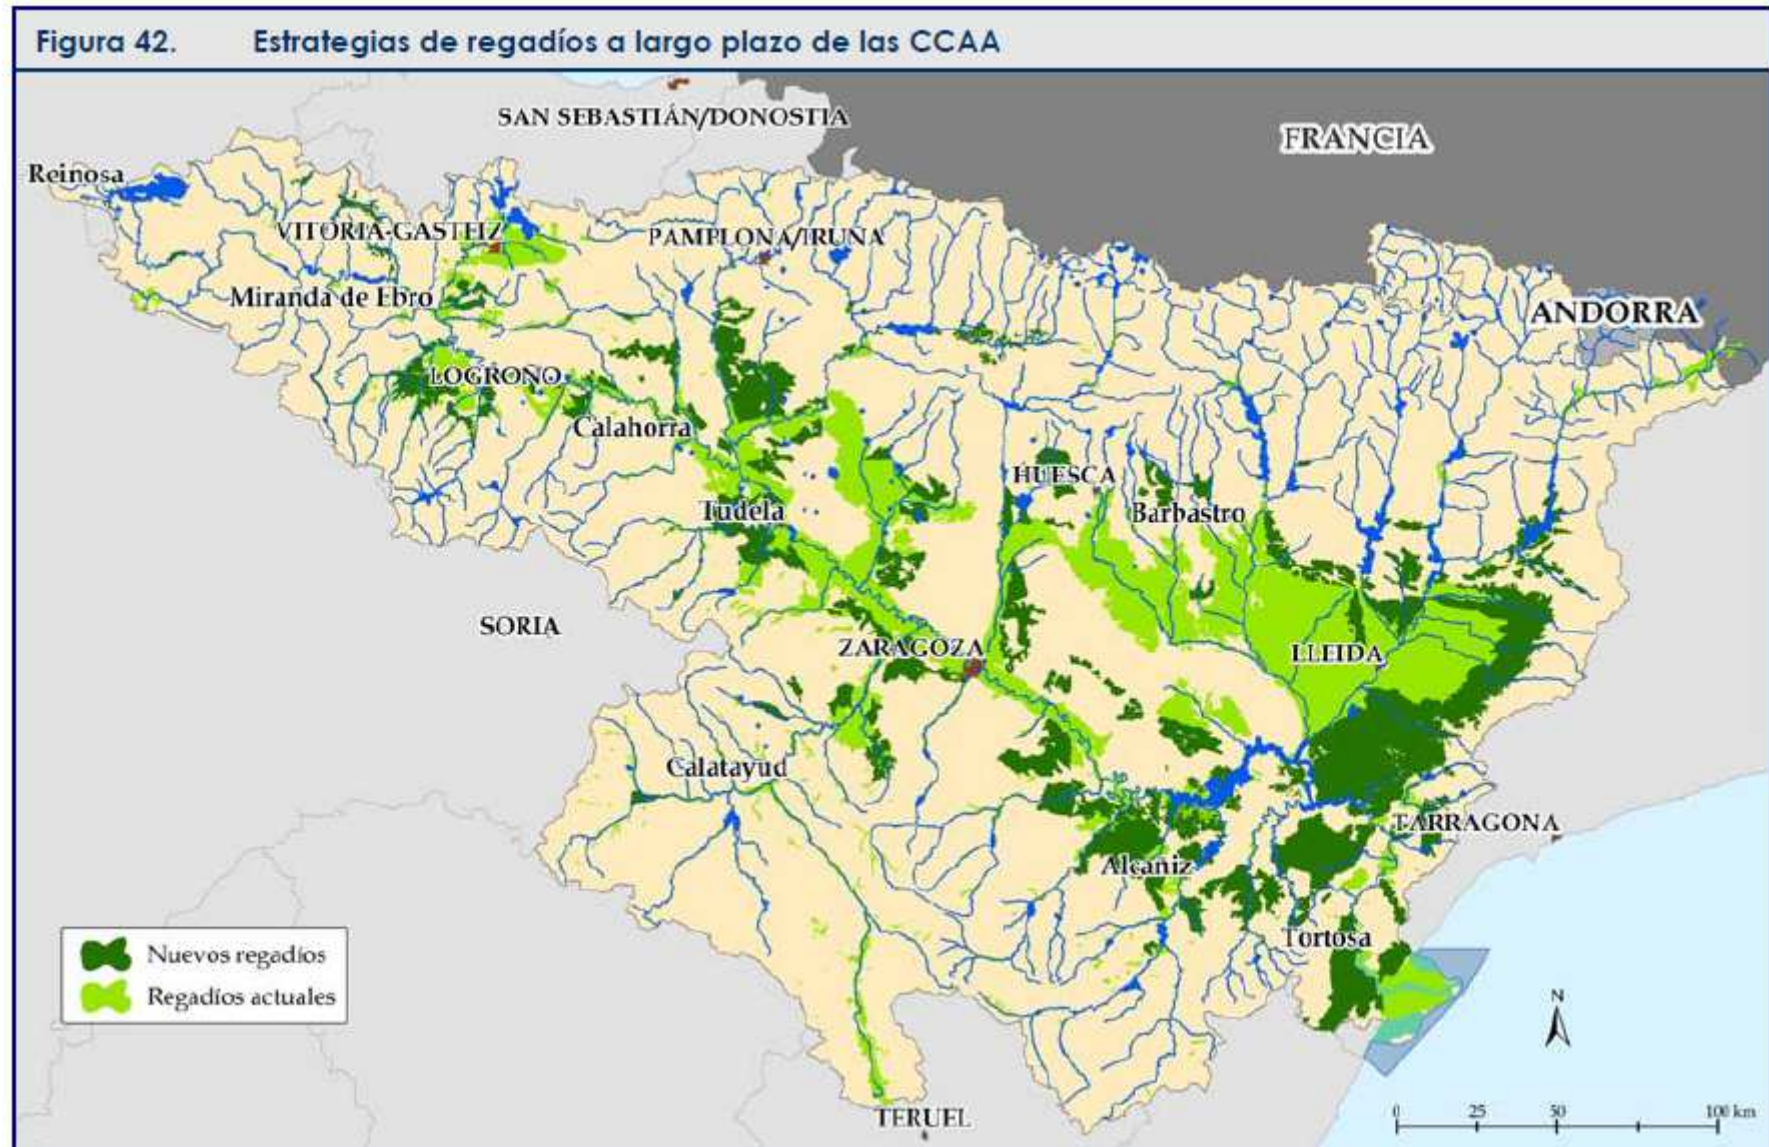 Figura 42. Estrategias de regadíos a largo plazo de las CCAA
SAN SEBASTIÁN/DONOSTIA
FRANCIA
Reinosa
VITORIA-GASTEIZ
PAMPLONA/IRUNA
Miranda de Ebro
ANDORRA
LOGROÑO
Calahorra
HUESCA
Tudela
Barbastro
SORIA
ZARAGOZA
LLEIDA
Calatayud
TARRAGONA
Alcañiz
Tortosa
Nuevos regadíos
Regadíos actuales
N
TERUEL
0 25 50 100 km